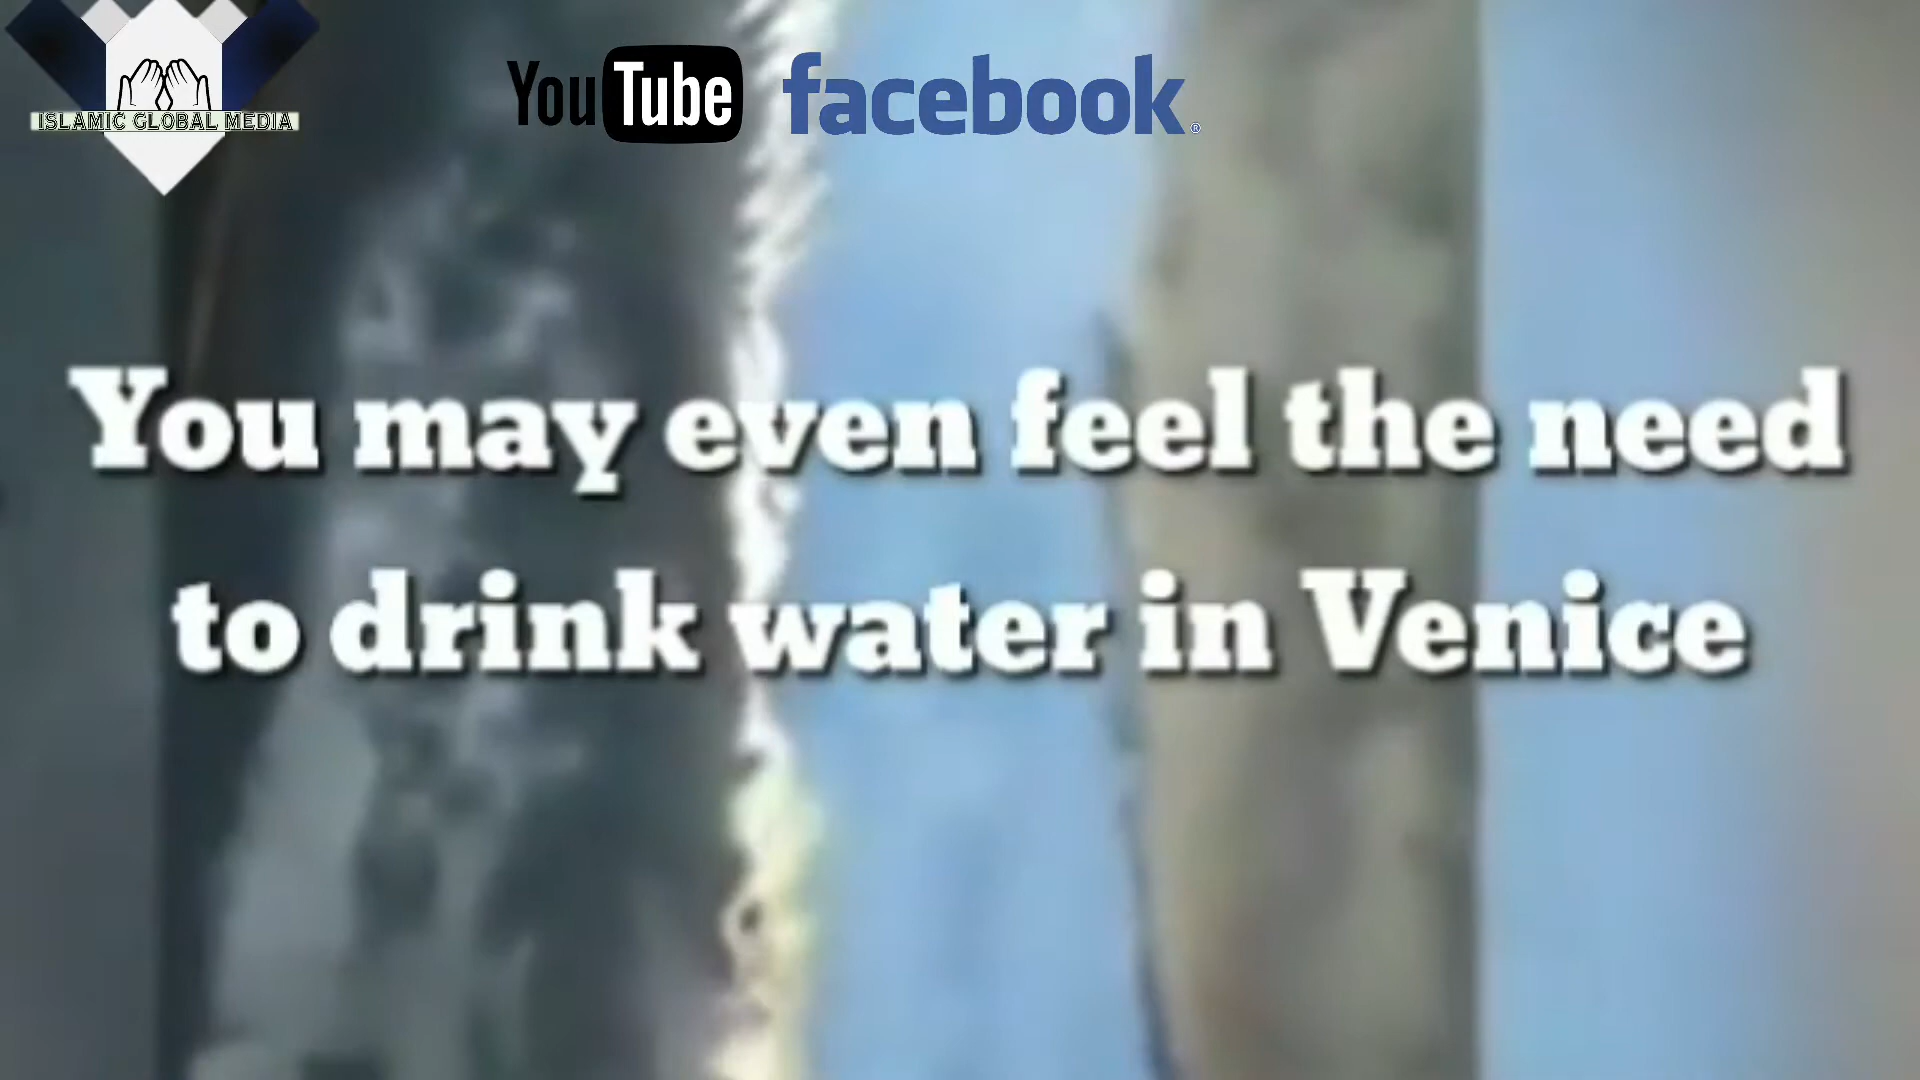 YouTube facebook®
ISLAMIC GLOBAL MEDIA
You may even feel the need
to drink water in Venice